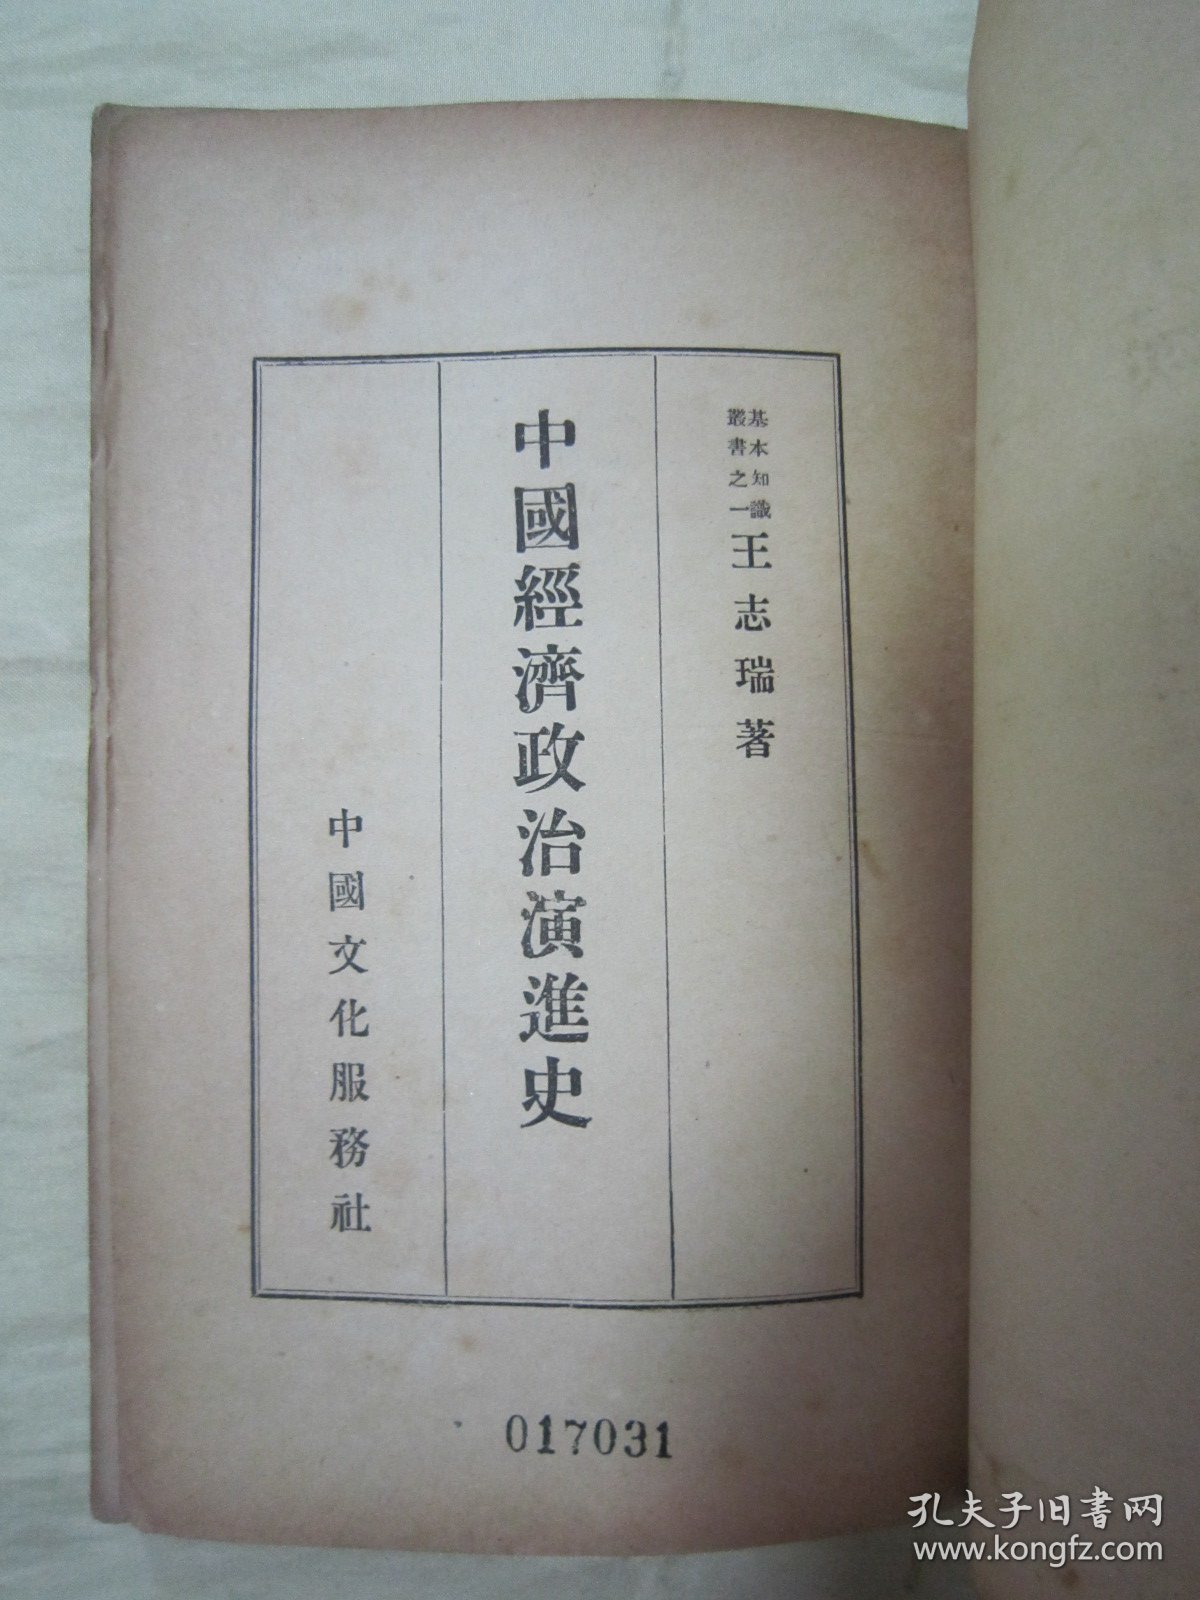 基本知識
叢書之一
王志瑞著
中國經濟政治演進史
中國文化服務社
017031
孔夫子旧书网
www.kongfz.com